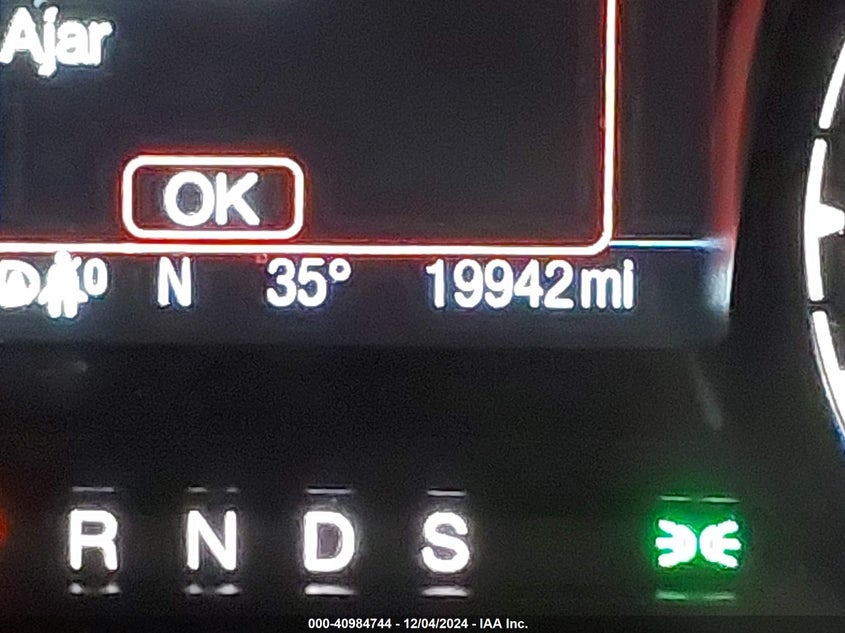 Ajar
OK
N 35° 19942mi
R N D S
000-40984744 - 12/04/2024 - IAA Inc.